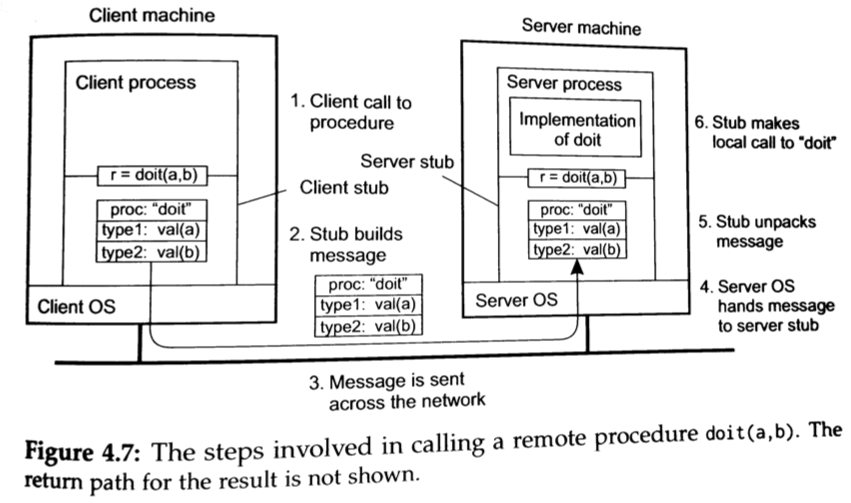 Client machine
Server machine
Client process
Server process
1. Client call to
procedure
Implementation
of doit
6. Stub makes
local call to "doit"
Server stub
r = doit(a,b)
r = doit(a,b)
Client stub
proc: "doit"
type1: val(a)
type2: val(b)
2. Stub builds
message
proc: "doit"
type1: val(a)
type2: val(b)
proc: "doit"
type1: val(a)
type2: val(b)
5. Stub unpacks
message
Client OS
Server OS
4. Server OS
hands message
to server stub
3. Message is sent
across the network
Figure 4.7: The steps involved in calling a remote procedure doit(a,b). The
return path for the result is not shown.